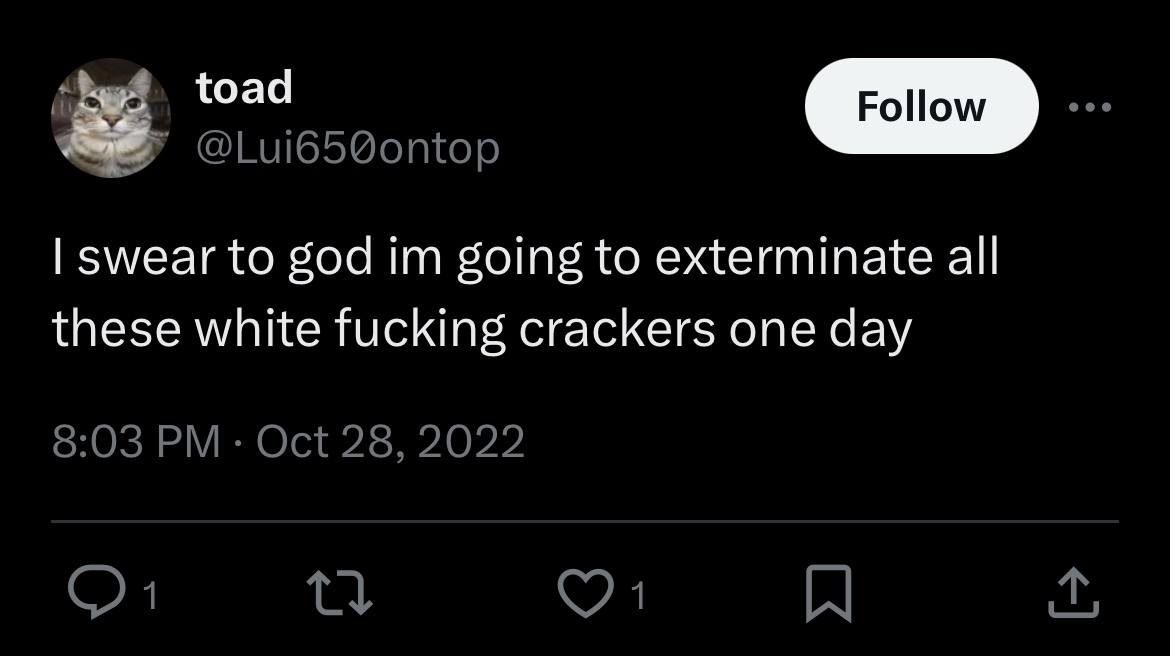 toad
@Lui650ontop
Follow
I swear to god im going to exterminate all
these white fucking crackers one day
8:03 PM · Oct 28, 2022
1
1